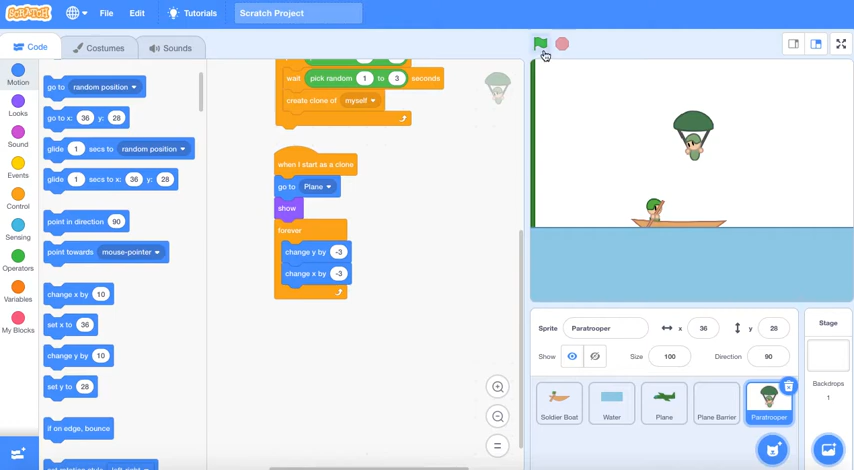 SCRATCH File Edit Tutorials Scratch Project
Code Costumes Sounds
Motion
Looks
Sound
Events
Control
Sensing
Operators
Variables
My Blocks
go to random position
go to x: 36 y: 28
glide 1 secs to random position
glide 1 secs to x: 36 y: 28
point in direction 90
point towards mouse-pointer
change x by 10
set x to 36
change y by 10
set y to 28
if on edge, bounce
wait pick random 1 to 3 seconds
create clone of myself
when I start as a clone
go to Plane
show
forever
change y by -3
change x by -3
Sprite Paratrooper x 36 y 28
Show Size 100 Direction 90
Soldier Boat Water Plane Plane Barrier Paratrooper
Stage
Backdrops
1